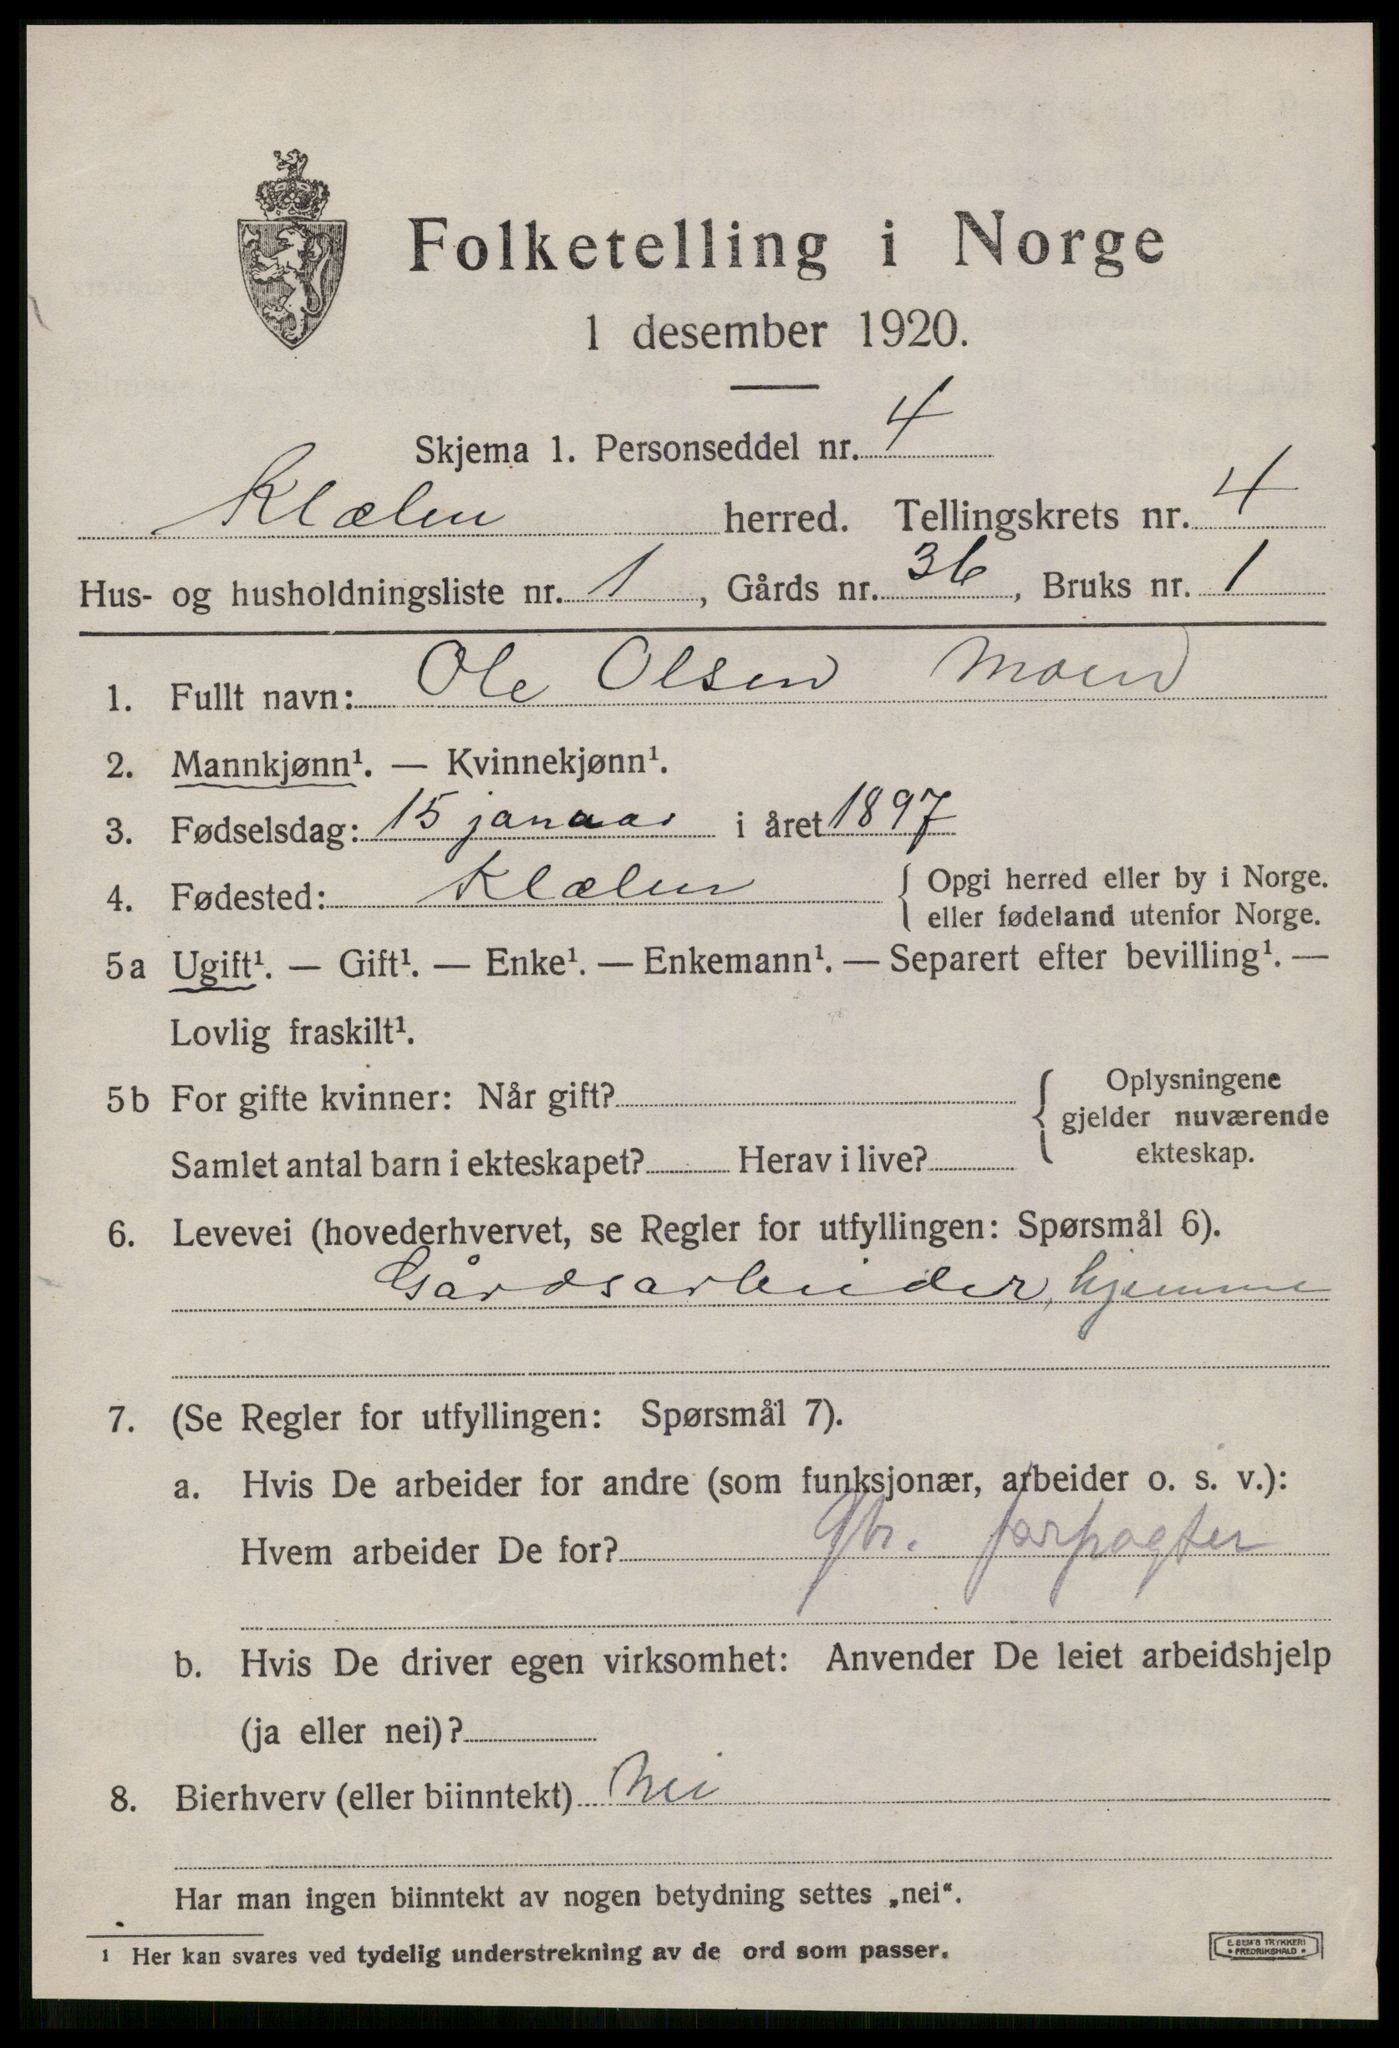 Folketelling i Norge
1 desember 1920.
Skjema 1. Personseddel nr. 4
Klæbu herred. Tellingskrets nr. 4
Hus- og husholdningsliste nr. 1, Gårds nr. 36, Bruks nr. 1
1. Fullt navn: Ole Olsen Moen
2. Mannkjønn¹. — Kvinnekjønn¹.
3. Fødselsdag: 15 januar i året 1897
4. Fødested: Klæbu { Opgi herred eller by i Norge.
eller fødeland utenfor Norge.
5a Ugift¹. — Gift¹. — Enke¹. — Enkemann¹. — Separert efter bevilling¹. —
Lovlig fraskilt¹.
5b For gifte kvinner: Når gift? { Oplysningene
gjelder nuværende
Samlet antal barn i ekteskapet? Herav i live? ekteskap.
6. Levevei (hovederhvervet, se Regler for utfyllingen: Spørsmål 6).
Gårdsarbeider, hjemme
7. (Se Regler for utfyllingen: Spørsmål 7).
a. Hvis De arbeider for andre (som funksjonær, arbeider o. s. v.):
Hvem arbeider De for? Gbr. forpagter
b. Hvis De driver egen virksomhet: Anvender De leiet arbeidshjelp
(ja eller nei)?
8. Bierhverv (eller biinntekt) Nei
Har man ingen biinntekt av nogen betydning settes „nei“.
¹ Her kan svares ved tydelig understrekning av de ord som passer.
E. SEM'S TRYKKERI
• FREDRIKSHALD •